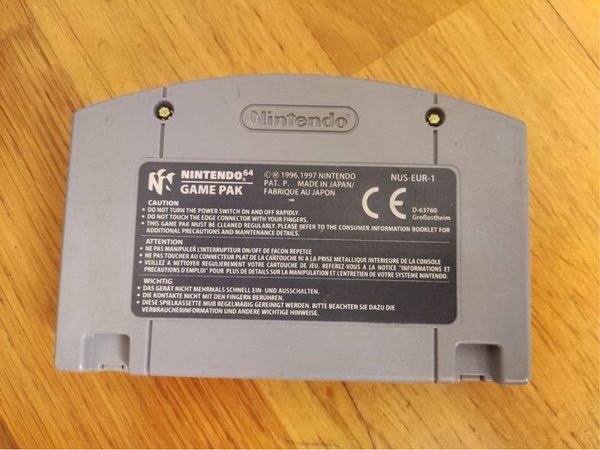 Nintendo
NINTENDO 64
GAME PAK
© Ⓜ 1996,1997 NINTENDO
PAT. P. MADE IN JAPAN/
FABRIQUE AU JAPON
NUS-EUR-1
CE
D-63760
Großostheim
CAUTION
• DO NOT TURN THE POWER SWITCH ON AND OFF RAPIDLY.
• DO NOT TOUCH THE EDGE CONNECTOR WITH YOUR FINGERS.
• THIS GAME PAK MUST BE CLEANED REGULARLY. PLEASE REFER TO THE CONSUMER INFORMATION BOOKLET FOR
ADDITIONAL PRECAUTIONS AND MAINTENANCE DETAILS.
ATTENTION
• NE PAS MANIPULER L'INTERRUPTEUR ON/OFF DE FACON REPETEE
• NE PAS TOUCHER AU CONNECTEUR PLAT DE LA CARTOUCHE NI A LA PRISE METALLIQUE INTERIEURE DE LA CONSOLE
• VEILLEZ A NETTOYER REGULIEREMENT VOTRE CARTOUCHE DE JEU. REFEREZ-VOUS A LA NOTICE "INFORMATIONS ET
PRECAUTIONS D'EMPLOI" POUR PLUS DE DETAILS SUR LA MANIPULATION ET L'ENTRETIEN DE VOTRE SYSTEME NINTENDO.
WICHTIG
• DAS GERÄT NICHT MEHRMALS SCHNELL EIN- UND AUSSCHALTEN.
• DIE KONTAKTE NICHT MIT DEN FINGERN BERÜHREN.
• DIESE SPIELKASSETTE MUß REGELMÄßIG GEREINIGT WERDEN. BITTE BEACHTEN SIE DAZU DIE
VERBRAUCHERINFORMATION UND ANDERE WICHTIGE HINWEISE.